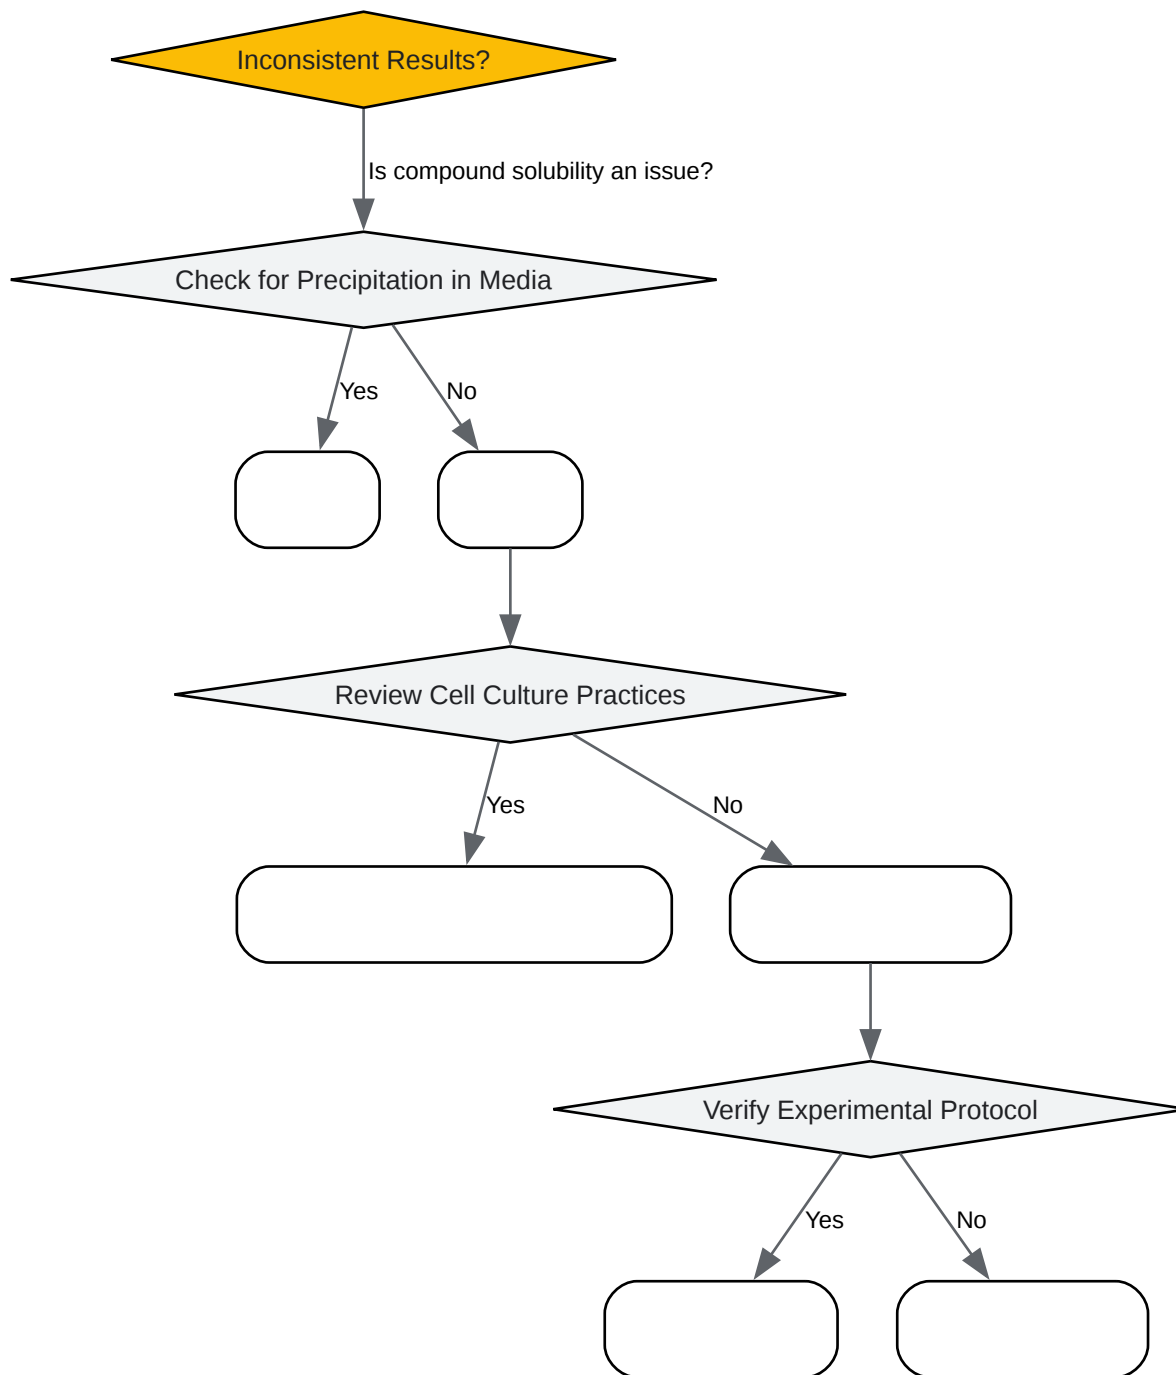 Inconsistent Results?
Is compound solubility an issue?
Check for Precipitation in Media
Yes
No
Review Cell Culture Practices
Yes
No
Verify Experimental Protocol
Yes
No